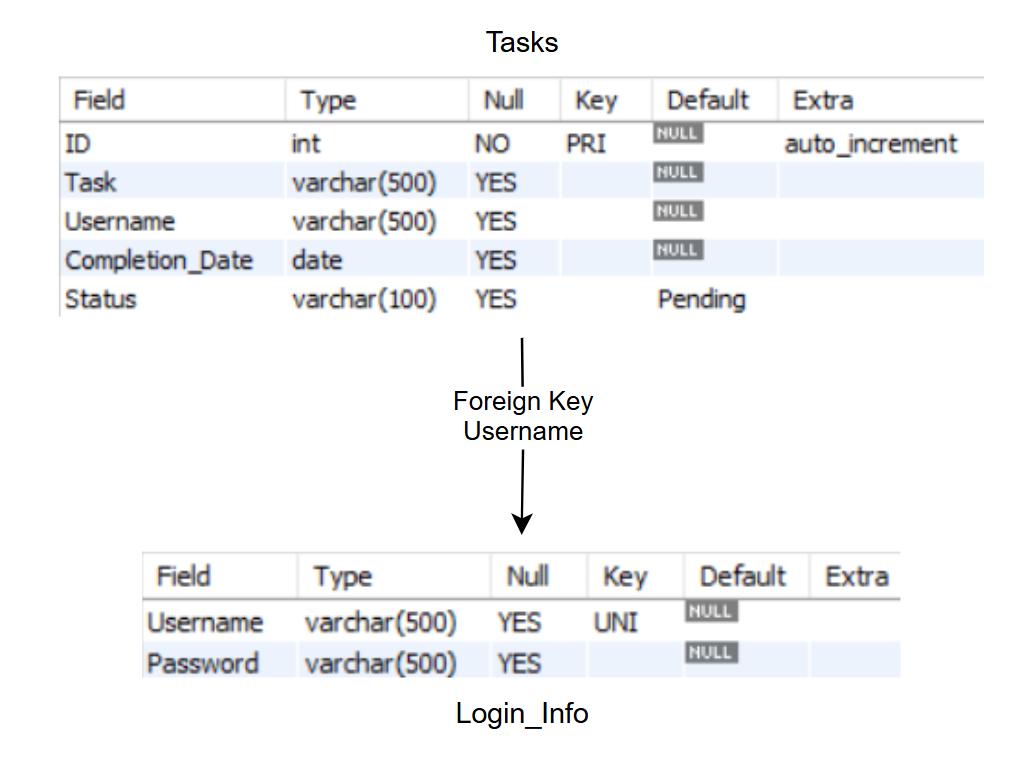 Tasks
Field Type Null Key Default Extra
ID int NO PRI NULL auto_increment
Task varchar(500) YES NULL
Username varchar(500) YES NULL
Completion_Date date YES NULL
Status varchar(100) YES Pending
Foreign Key
Username
Field Type Null Key Default Extra
Username varchar(500) YES UNI NULL
Password varchar(500) YES NULL
Login_Info